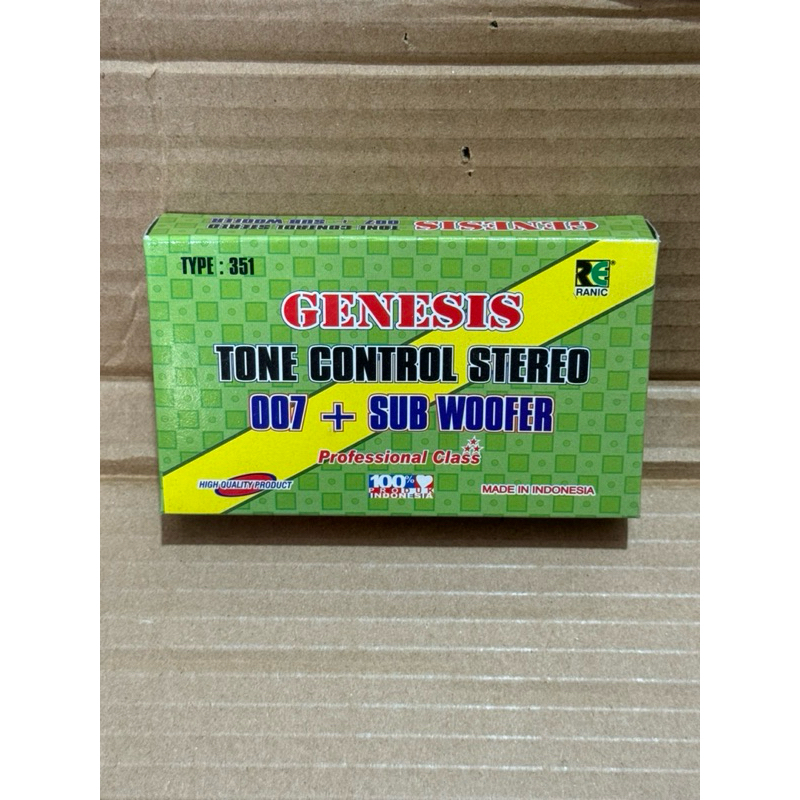 TONE CONTROL STEREO
007 + SUB WOOFER
GENESIS
TYPE : 351
RE®
RANIC
GENESIS
TONE CONTROL STEREO
007 + SUB WOOFER
Professional Class
HIGH QUALITY PRODUCT
100%
PRODUK
INDONESIA
MADE IN INDONESIA